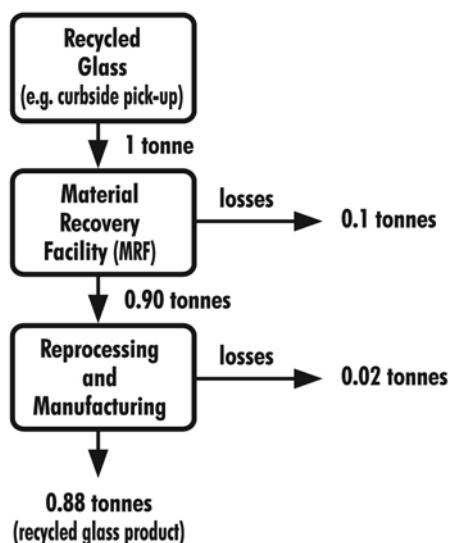 Recycled
Glass
(e.g. curbside pick-up)
1 tonne
Material
Recovery
Facility (MRF)
losses
0.1 tonnes
0.90 tonnes
Reprocessing
and
Manufacturing
losses
0.02 tonnes
0.88 tonnes
(recycled glass product)